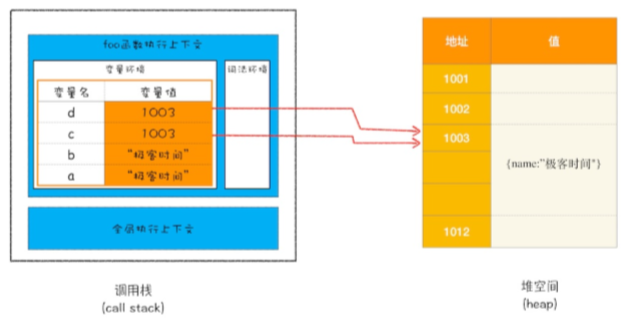 foo函数执行上下文
变量环境
词法环境
变量名 变量值
d 1003
c 1003
b "极客时间"
a "极客时间"
全局执行上下文
调用栈
(call stack)
地址 值
1001
1002
1003
{name:"极客时间"}
1012
堆空间
(heap)